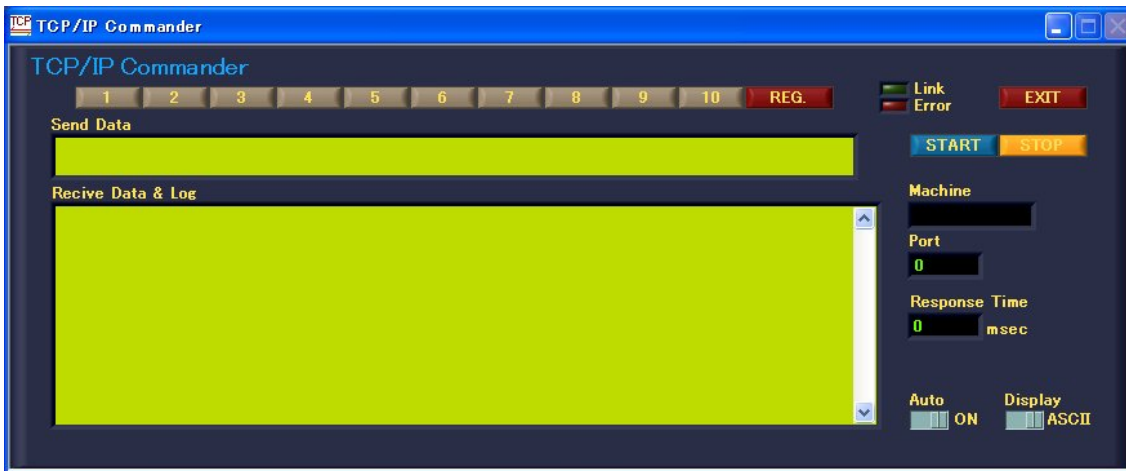 TCP TCP/IP Commander
TCP/IP Commander
1 2 3 4 5 6 7 8 9 10 REG.
Link
Error
EXIT
Send Data
START STOP
Recive Data & Log
Machine
Port
0
Response Time
0 msec
Auto Display
ON ASCII